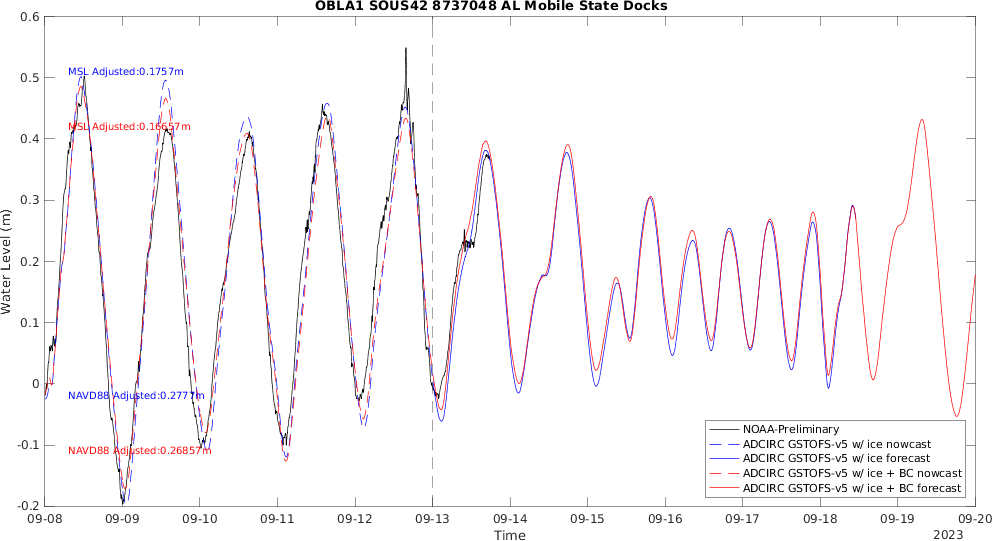 OBLA1 SOUS42 8737048 AL Mobile State Docks
0.6
0.5
0.4
0.3
0.2
0.1
0
-0.1
-0.2
Water Level (m)
MSL Adjusted:0.1757m
MSL Adjusted:0.16657m
NAVD88 Adjusted:0.2777m
NAVD88 Adjusted:0.26857m
NOAA-Preliminary
ADCIRC GSTOFS-v5 w/ ice nowcast
ADCIRC GSTOFS-v5 w/ ice forecast
ADCIRC GSTOFS-v5 w/ ice + BC nowcast
ADCIRC GSTOFS-v5 w/ ice + BC forecast
09-08 09-09 09-10 09-11 09-12 09-13 09-14 09-15 09-16 09-17 09-18 09-19 09-20
Time
2023